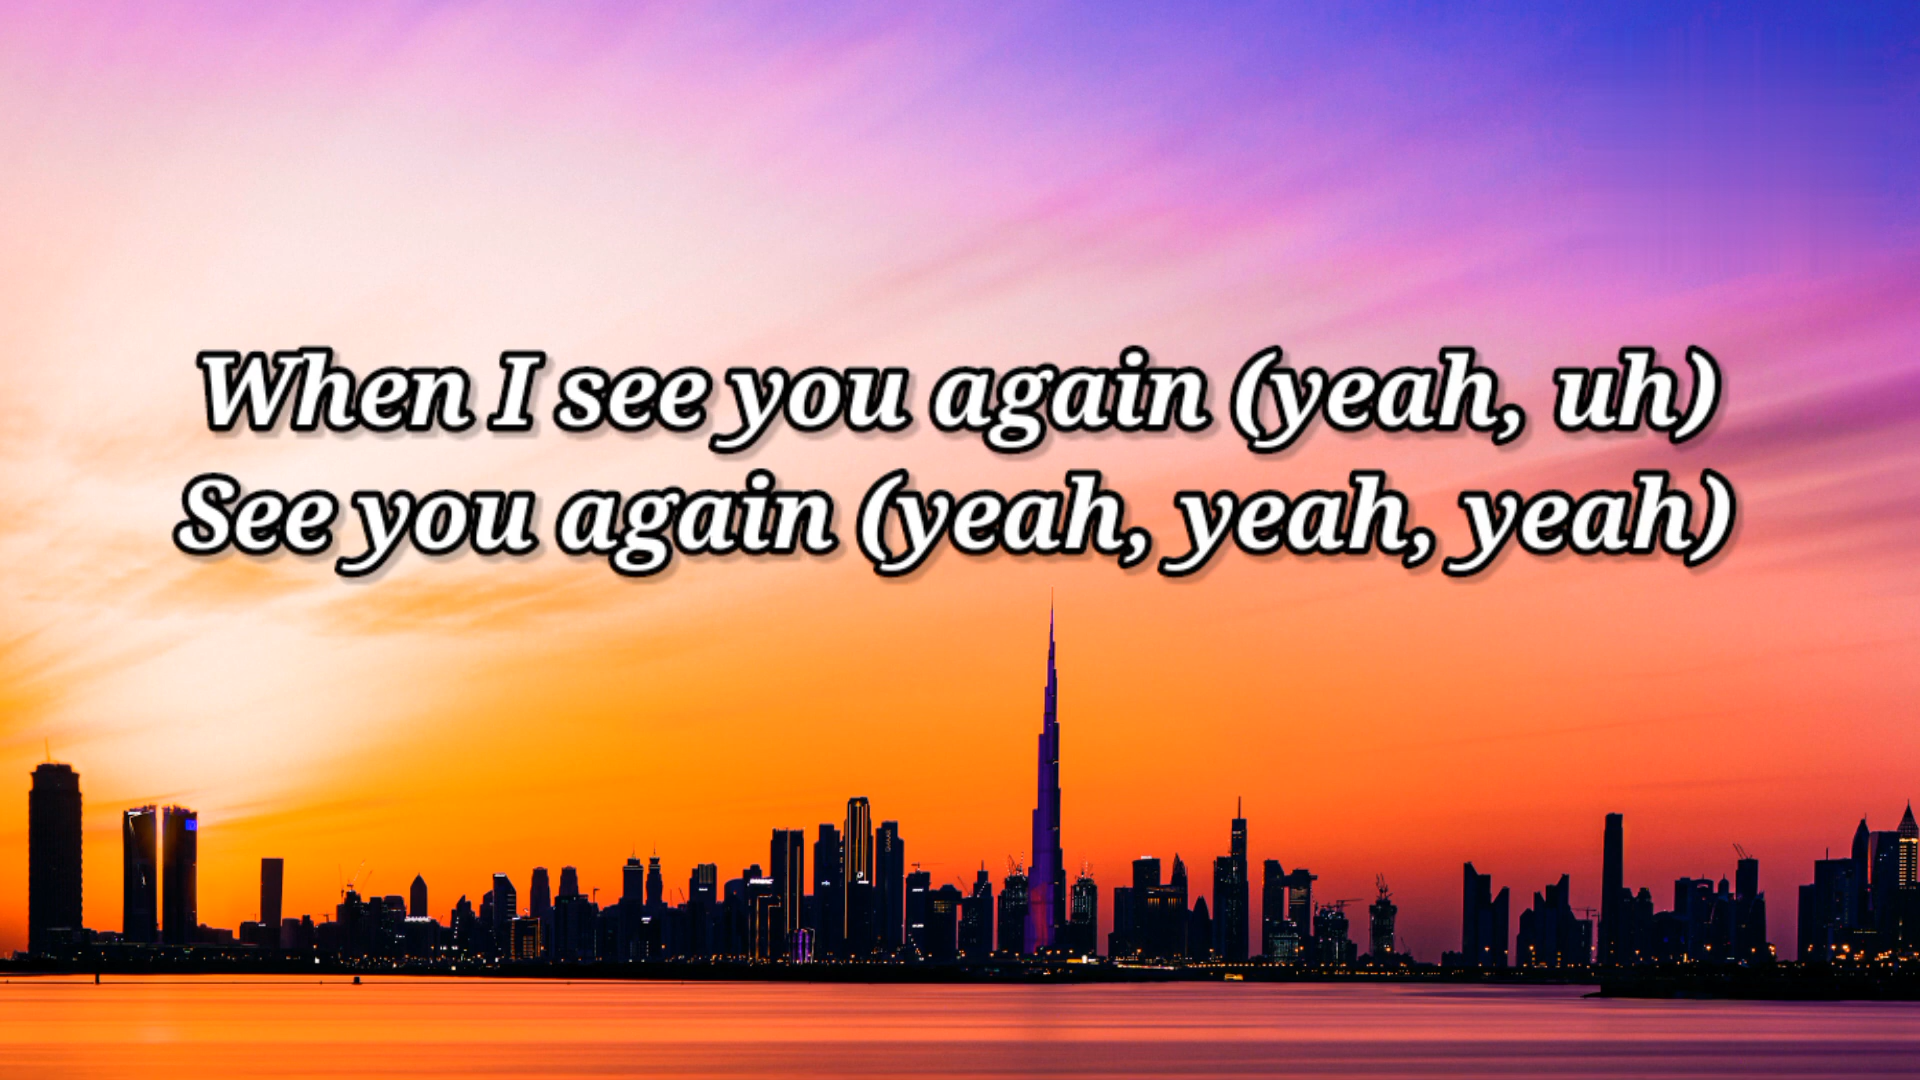 When I see you again (yeah, uh)
See you again (yeah, yeah, yeah)